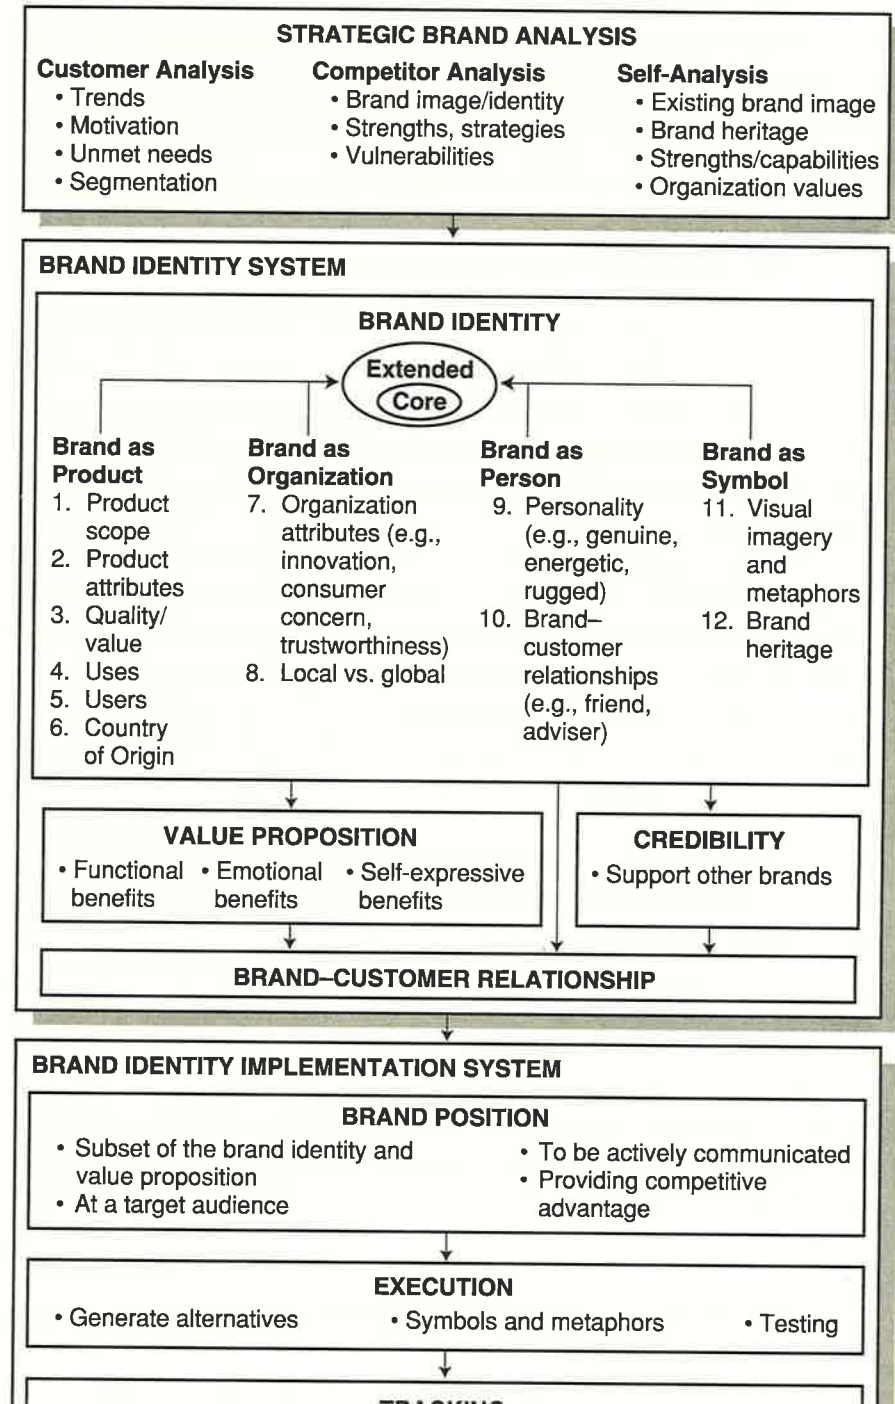 STRATEGIC BRAND ANALYSIS
Customer Analysis
• Trends
• Motivation
• Unmet needs
• Segmentation
Competitor Analysis
• Brand image/identity
• Strengths, strategies
• Vulnerabilities
Self-Analysis
• Existing brand image
• Brand heritage
• Strengths/capabilities
• Organization values
BRAND IDENTITY SYSTEM
BRAND IDENTITY
Extended
Core
Brand as
Product
1. Product
scope
2. Product
attributes
3. Quality/
value
4. Uses
5. Users
6. Country
of Origin
Brand as
Organization
7. Organization
attributes (e.g.,
innovation,
consumer
concern,
trustworthiness)
8. Local vs. global
Brand as
Person
9. Personality
(e.g., genuine,
energetic,
rugged)
10. Brand–
customer
relationships
(e.g., friend,
adviser)
Brand as
Symbol
11. Visual
imagery
and
metaphors
12. Brand
heritage
VALUE PROPOSITION
• Functional
benefits
• Emotional
benefits
• Self-expressive
benefits
CREDIBILITY
• Support other brands
BRAND–CUSTOMER RELATIONSHIP
BRAND IDENTITY IMPLEMENTATION SYSTEM
BRAND POSITION
• Subset of the brand identity and
value proposition
• At a target audience
• To be actively communicated
• Providing competitive
advantage
EXECUTION
• Generate alternatives
• Symbols and metaphors
• Testing
TRACKING